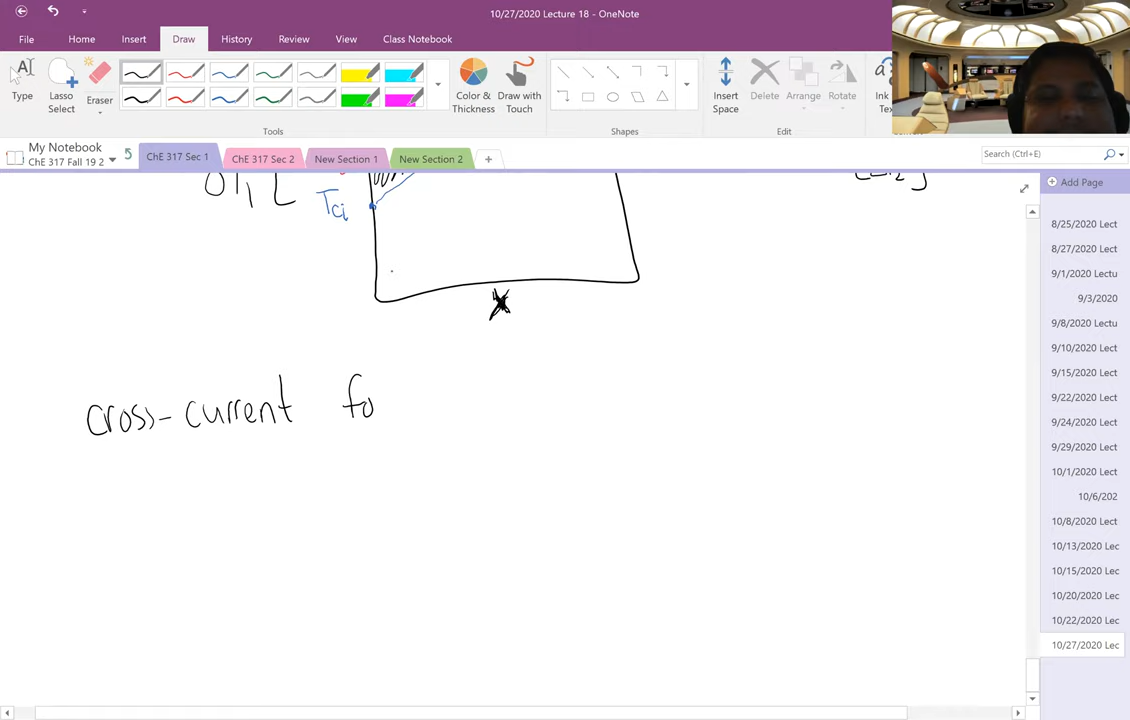 10/27/2020 Lecture 18 - OneNote
File Home Insert Draw History Review View Class Notebook
Type Lasso Select Eraser Color & Thickness Draw with Touch Insert Space Delete Arrange Rotate Ink
Tools Shapes Edit
My Notebook
ChE 317 Fall 19 2
ChE 317 Sec 1 ChE 317 Sec 2 New Section 1 New Section 2
Search (Ctrl+E)
Add Page
Tci
x
cross-current fo
8/25/2020 Lect
8/27/2020 Lect
9/1/2020 Lectu
9/3/2020
9/8/2020 Lectu
9/10/2020 Lect
9/15/2020 Lect
9/22/2020 Lect
9/24/2020 Lect
9/29/2020 Lect
10/1/2020 Lect
10/6/202
10/8/2020 Lect
10/13/2020 Lec
10/15/2020 Lec
10/20/2020 Lec
10/22/2020 Lec
10/27/2020 Lec